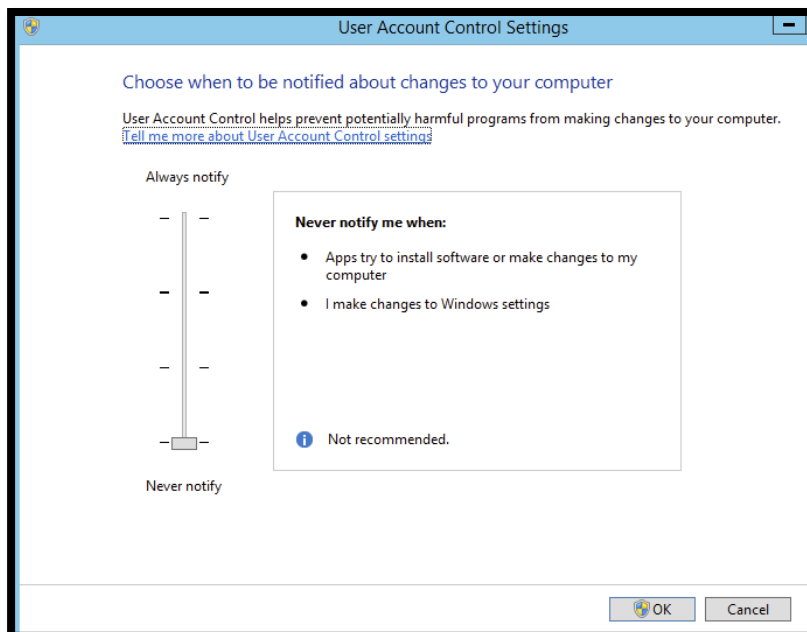 User Account Control Settings
Choose when to be notified about changes to your computer
User Account Control helps prevent potentially harmful programs from making changes to your computer.
Tell me more about User Account Control settings
Always notify
Never notify me when:
• Apps try to install software or make changes to my
computer
• I make changes to Windows settings
Not recommended.
Never notify
OK
Cancel